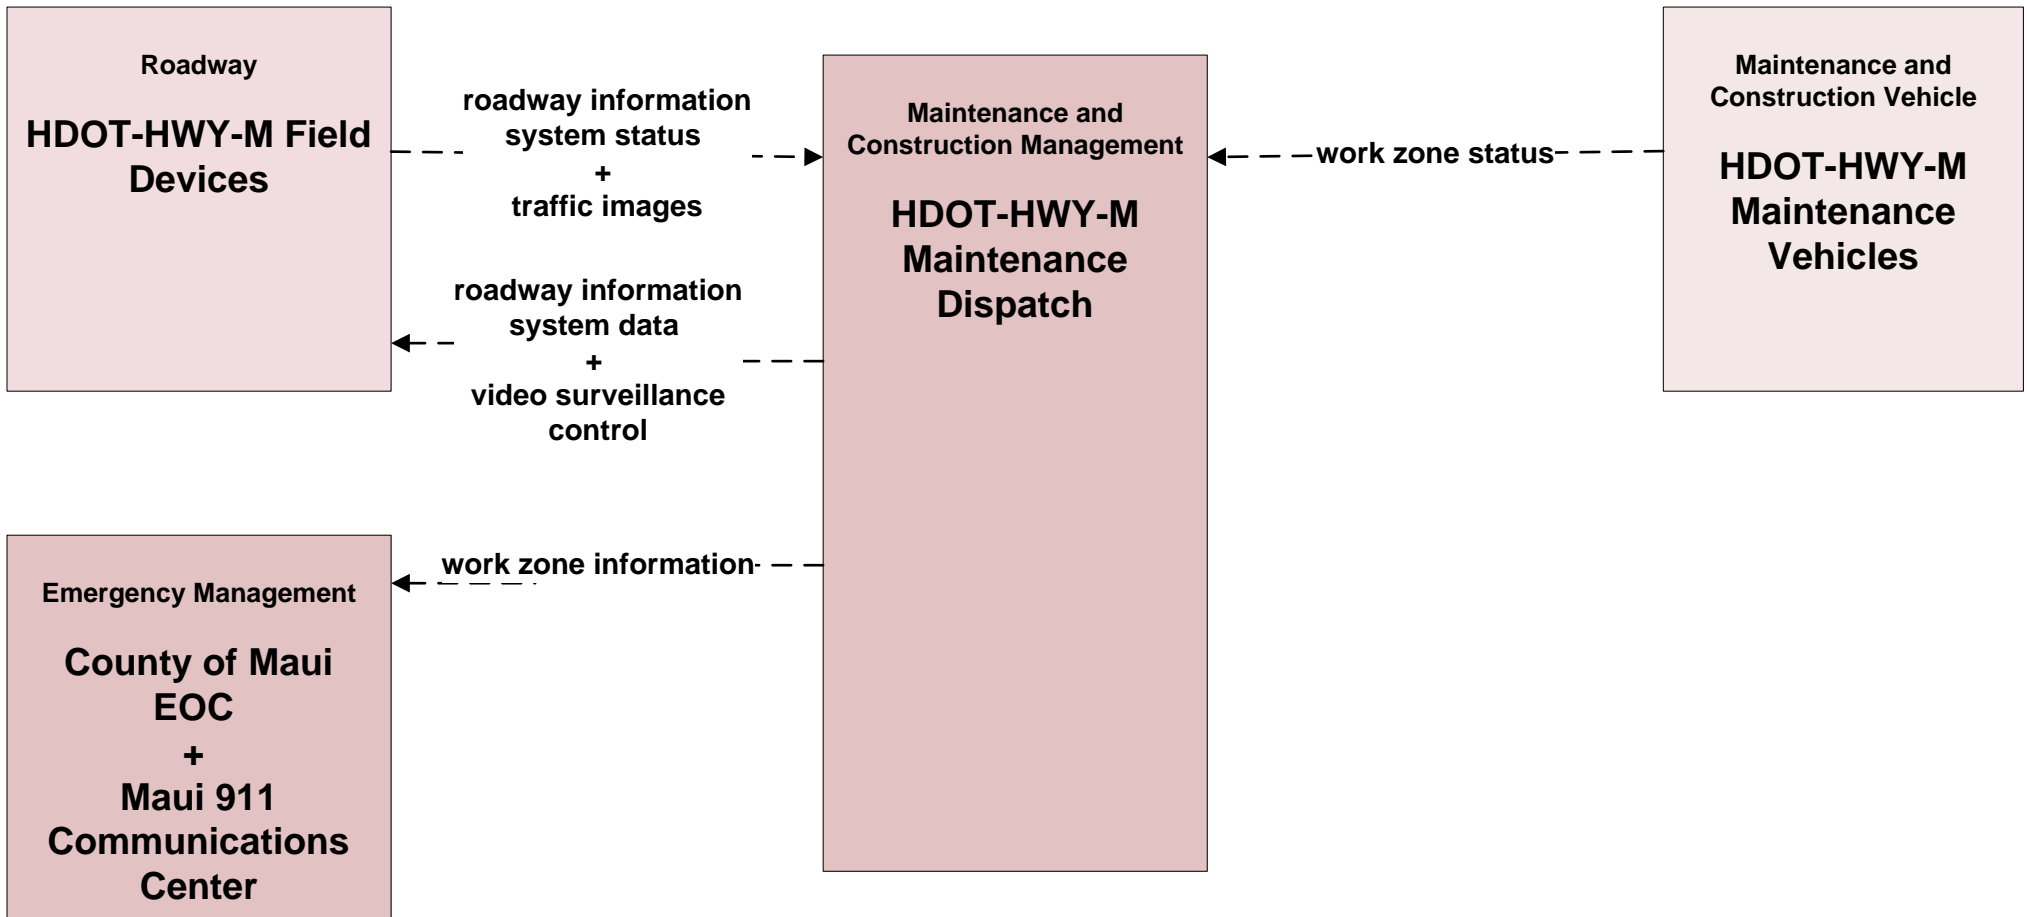 Roadway
HDOT-HWY-M Field
Devices
roadway information
system status
+
traffic images
roadway information
system data
+
video surveillance
control
Maintenance and
Construction Management
HDOT-HWY-M
Maintenance
Dispatch
work zone status
Maintenance and
Construction Vehicle
HDOT-HWY-M
Maintenance
Vehicles
work zone information
Emergency Management
County of Maui
EOC
+
Maui 911
Communications
Center